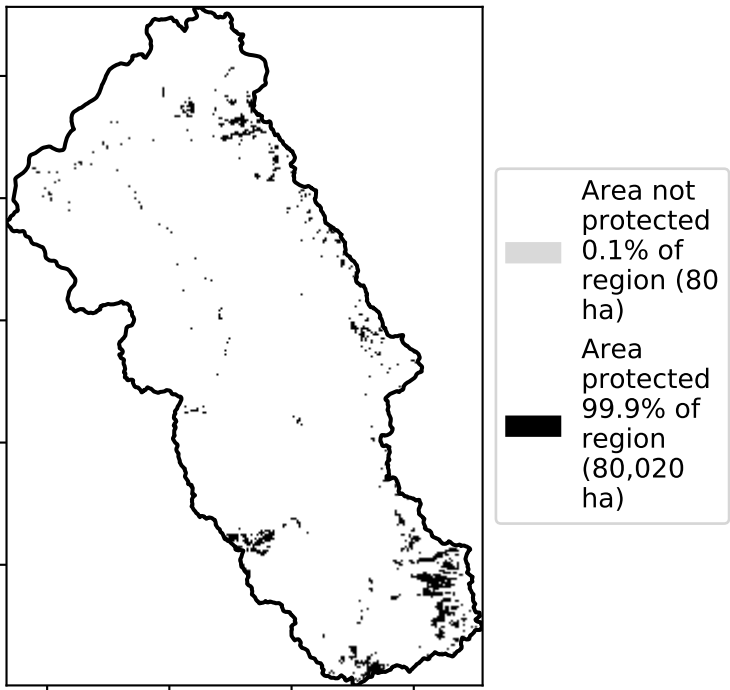 Area not
protected
0.1% of
region (80
ha)
Area
protected
99.9% of
region
(80,020
ha)